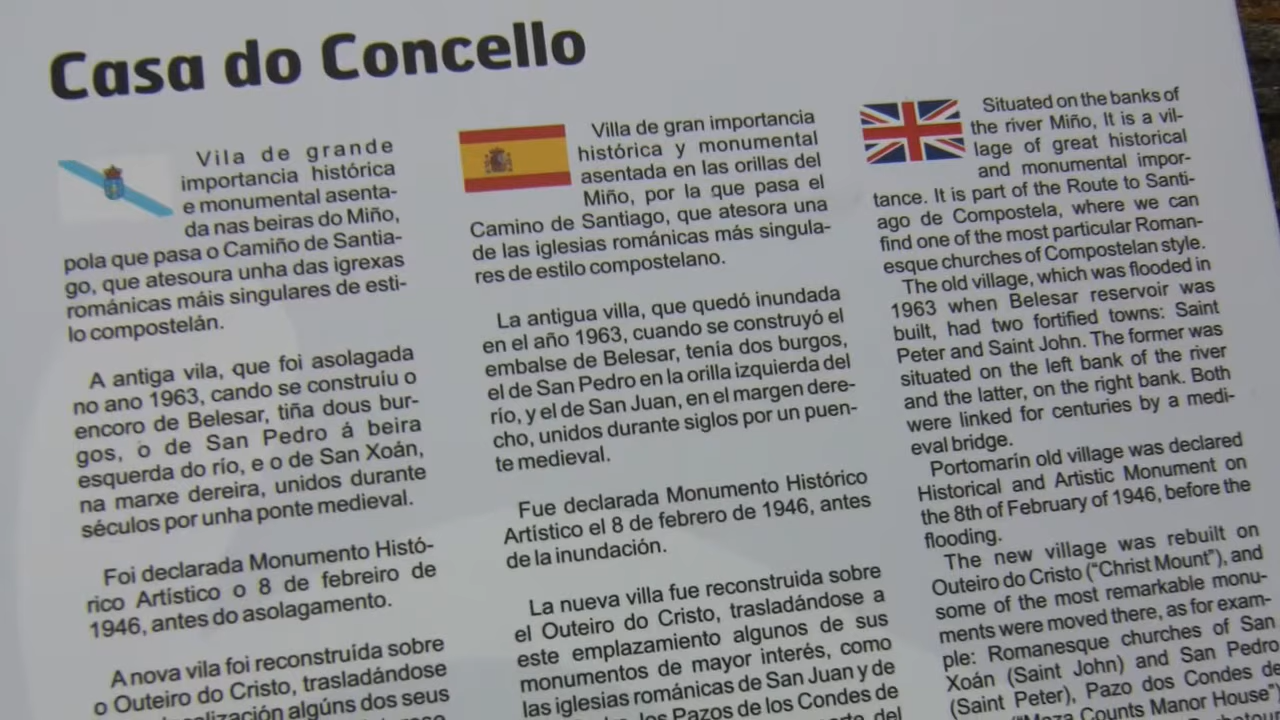 Casa do Concello
Vila de grande
importancia histórica
e monumental asenta-
da nas beiras do Miño,
pola que pasa o Camiño de Santia-
go, que atesoura unha das igrexas
románicas máis singulares de esti-
lo compostelán.
A antiga vila, que foi asolagada
no ano 1963, cando se construíu o
encoro de Belesar, tiña dous bur-
gos, o de San Pedro á beira
esquerda do río, e o de San Xoán,
na marxe dereira, unidos durante
séculos por unha ponte medieval.
Foi declarada Monumento Histó-
rico Artístico o 8 de febreiro de
1946, antes do asolagamento.
A nova vila foi reconstruída sobre
o Outeiro do Cristo, trasladándose
algúns dos seus
Villa de gran importancia
histórica y monumental
asentada en las orillas del
Miño, por la que pasa el
Camino de Santiago, que atesora una
de las iglesias románicas más singula-
res de estilo compostelano.
La antigua villa, que quedó inundada
en el año 1963, cuando se construyó el
embalse de Belesar, tenía dos burgos,
el de San Pedro en la orilla izquierda del
río, y el de San Juan, en el margen dere-
cho, unidos durante siglos por un puen-
te medieval.
Fue declarada Monumento Histórico
Artístico el 8 de febrero de 1946, antes
de la inundación.
La nueva villa fue reconstruida sobre
el Outeiro do Cristo, trasladándose a
este emplazamiento algunos de sus
monumentos de mayor interés, como
las iglesias románicas de San Juan y de
los Pazos de los Condes de
del
Situated on the banks of
the river Miño, It is a vil-
lage of great historical
and monumental impor-
tance. It is part of the Route to Santi-
ago de Compostela, where we can
find one of the most particular Roman-
esque churches of Compostelan style.
The old village, which was flooded in
1963 when Belesar reservoir was
built, had two fortified towns: Saint
Peter and Saint John. The former was
situated on the left bank of the river
and the latter, on the right bank. Both
were linked for centuries by a medi-
eval bridge.
Portomarín old village was declared
Historical and Artistic Monument on
the 8th of February of 1946, before the
flooding.
The new village was rebuilt on
Outeiro do Cristo (“Christ Mount”), and
some of the most remarkable monu-
ments were moved there, as for exam-
ple: Romanesque churches of San
Xoán (Saint John) and San Pedro
(Saint Peter), Pazo dos Condes de
Counts Manor House”)